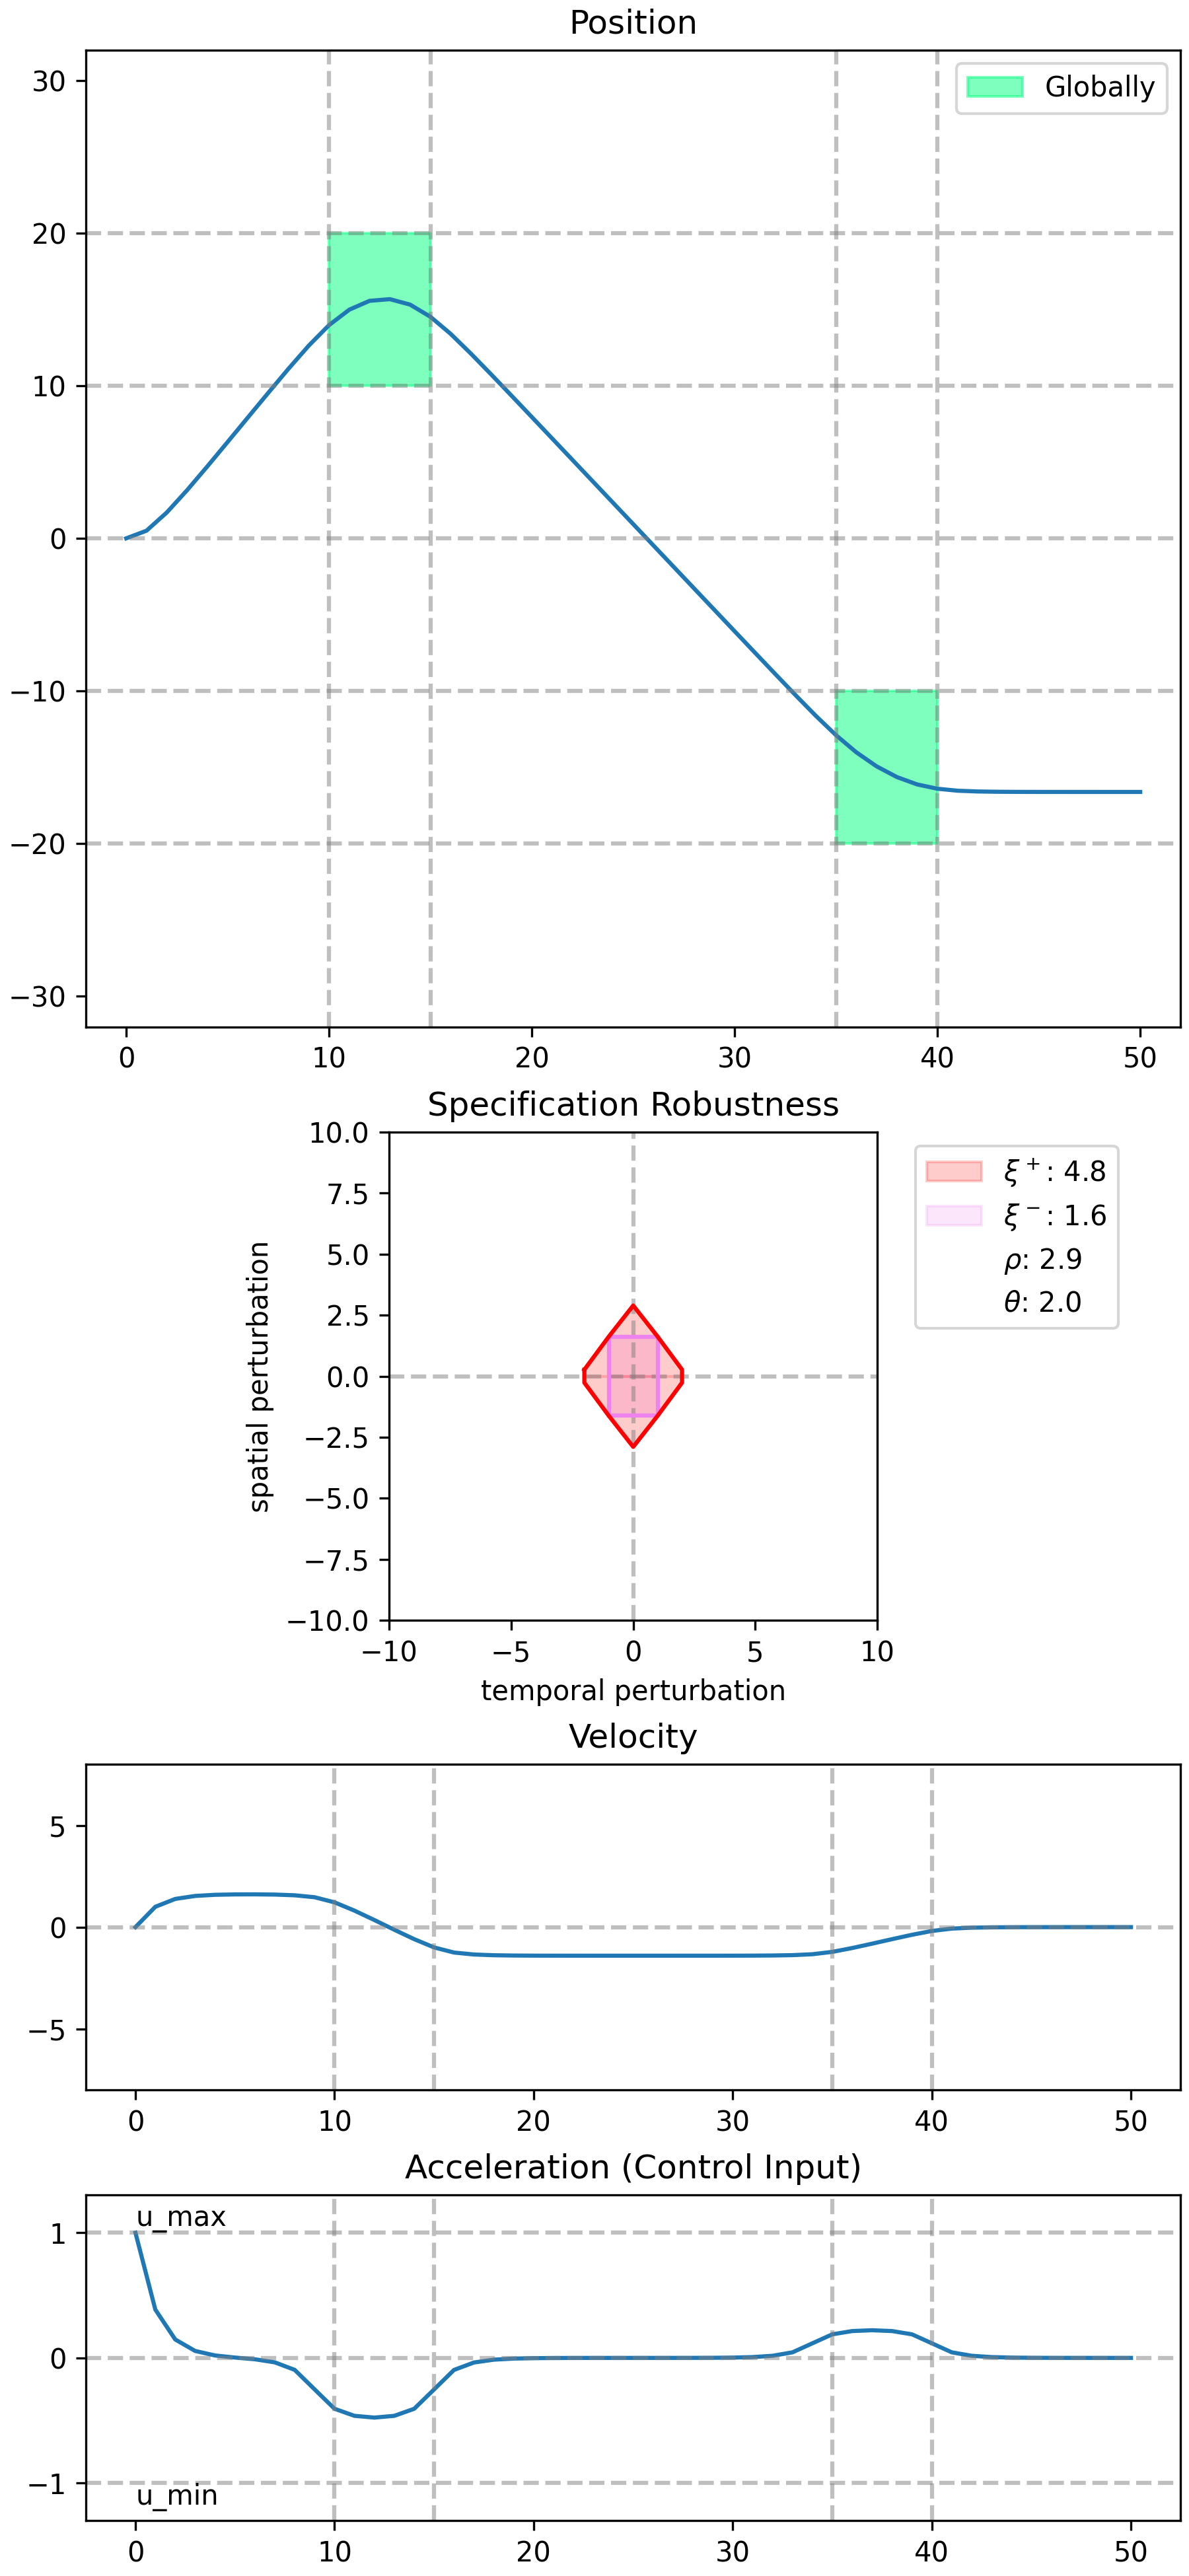 Position
Globally
30
20
10
0
−10
−20
−30
0 10 20 30 40 50
Specification Robustness
10.0
7.5
5.0
2.5
0.0
−2.5
−5.0
−7.5
−10.0
spatial perturbation
−10 −5 0 5 10
temporal perturbation
ξ⁺: 4.8
ξ⁻: 1.6
ρ: 2.9
θ: 2.0
Velocity
5
0
−5
0 10 20 30 40 50
Acceleration (Control Input)
u_max
1
0
−1
u_min
0 10 20 30 40 50